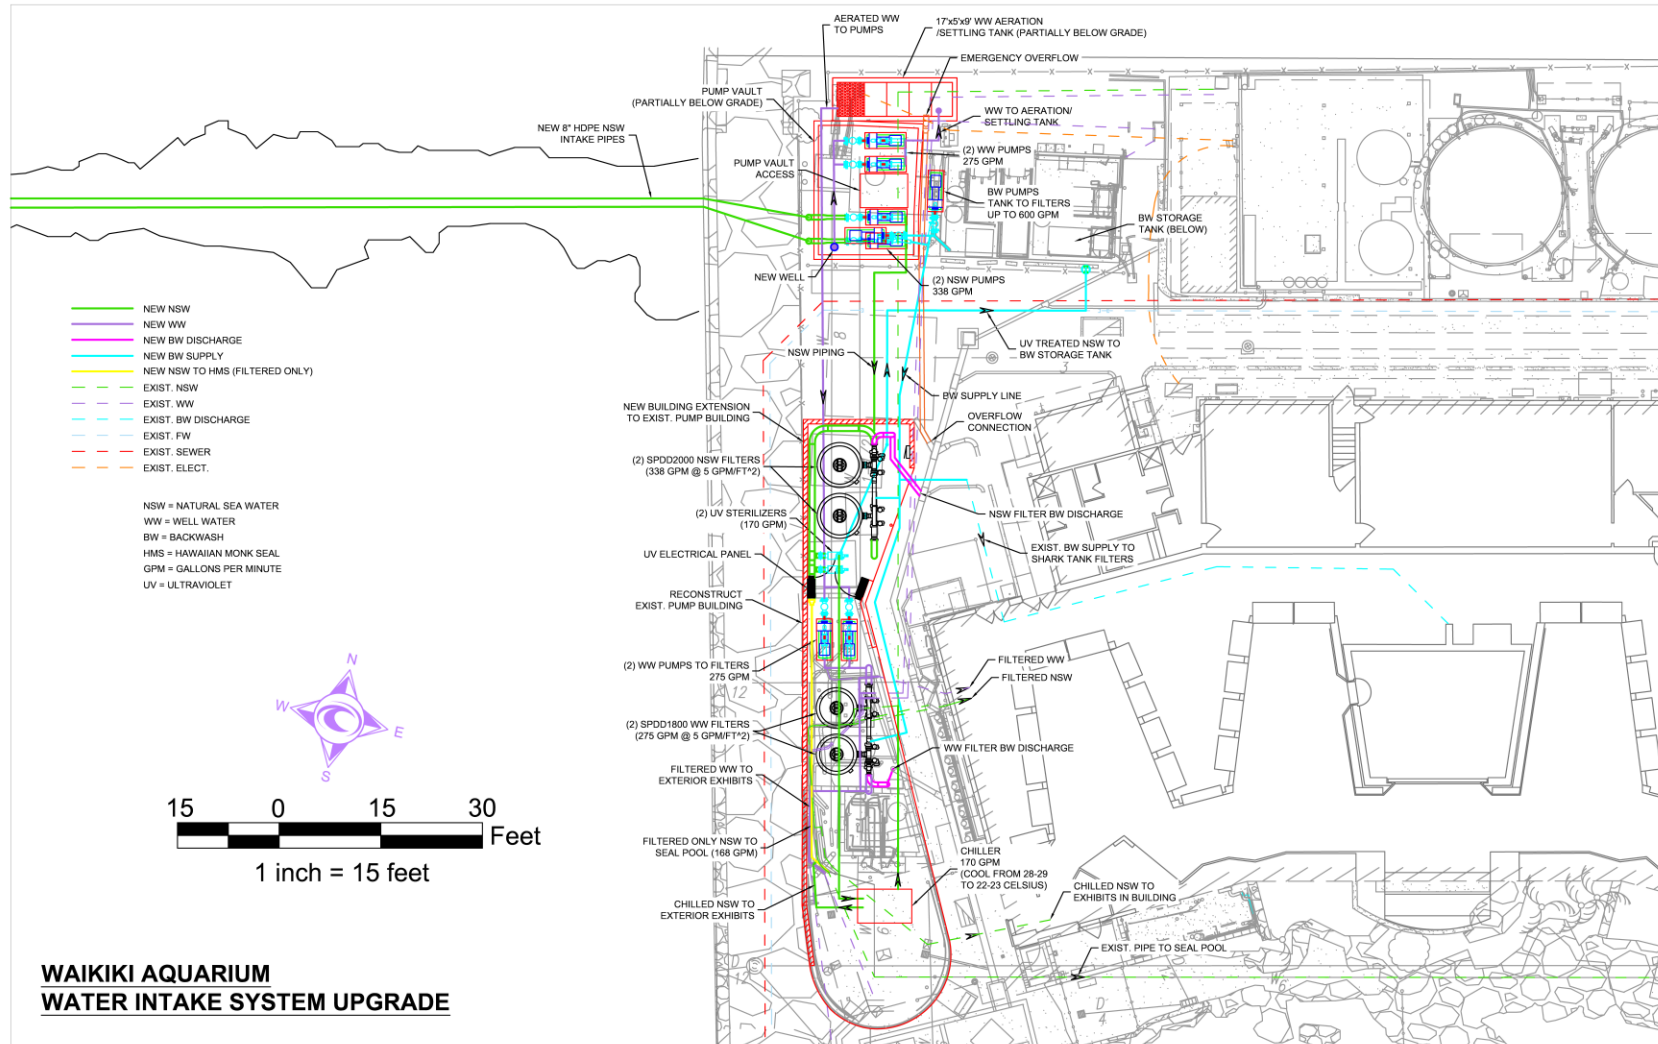 AERATED WW
TO PUMPS
17'x5'x9' WW AERATION
/SETTLING TANK (PARTIALLY BELOW GRADE)
EMERGENCY OVERFLOW
PUMP VAULT
(PARTIALLY BELOW GRADE)
WW TO AERATION/
SETTLING TANK
NEW 8" HDPE NSW
INTAKE PIPES
(2) WW PUMPS
275 GPM
PUMP VAULT
ACCESS
BW PUMPS
TANK TO FILTERS
UP TO 600 GPM
BW STORAGE
TANK (BELOW)
NEW WELL
(2) NSW PUMPS
338 GPM
NEW NSW
NEW WW
NEW BW DISCHARGE
NEW BW SUPPLY
NEW NSW TO HMS (FILTERED ONLY)
EXIST. NSW
EXIST. WW
EXIST. BW DISCHARGE
EXIST. FW
EXIST. SEWER
EXIST. ELECT.
NSW = NATURAL SEA WATER
WW = WELL WATER
BW = BACKWASH
HMS = HAWAIIAN MONK SEAL
GPM = GALLONS PER MINUTE
UV = ULTRAVIOLET
UV TREATED NSW TO
BW STORAGE TANK
NSW PIPING
BW SUPPLY LINE
NEW BUILDING EXTENSION
TO EXIST. PUMP BUILDING
OVERFLOW
CONNECTION
(2) SPDD2000 NSW FILTERS
(338 GPM @ 5 GPM/FT^2)
(2) UV STERILIZERS
(170 GPM)
NSW FILTER BW DISCHARGE
UV ELECTRICAL PANEL
EXIST. BW SUPPLY TO
SHARK TANK FILTERS
RECONSTRUCT
EXIST. PUMP BUILDING
(2) WW PUMPS TO FILTERS
275 GPM
FILTERED WW
FILTERED NSW
12
(2) SPDD1800 WW FILTERS
(275 GPM @ 5 GPM/FT^2)
WW FILTER BW DISCHARGE
FILTERED WW TO
EXTERIOR EXHIBITS
FILTERED ONLY NSW TO
SEAL POOL (168 GPM)
CHILLER
170 GPM
(COOL FROM 28-29
TO 22-23 CELSIUS)
CHILLED NSW TO
EXTERIOR EXHIBITS
CHILLED NSW TO
EXHIBITS IN BUILDING
EXIST. PIPE TO SEAL POOL
N
W
E
S
15 0 15 30
Feet
1 inch = 15 feet
WAIKIKI AQUARIUM
WATER INTAKE SYSTEM UPGRADE